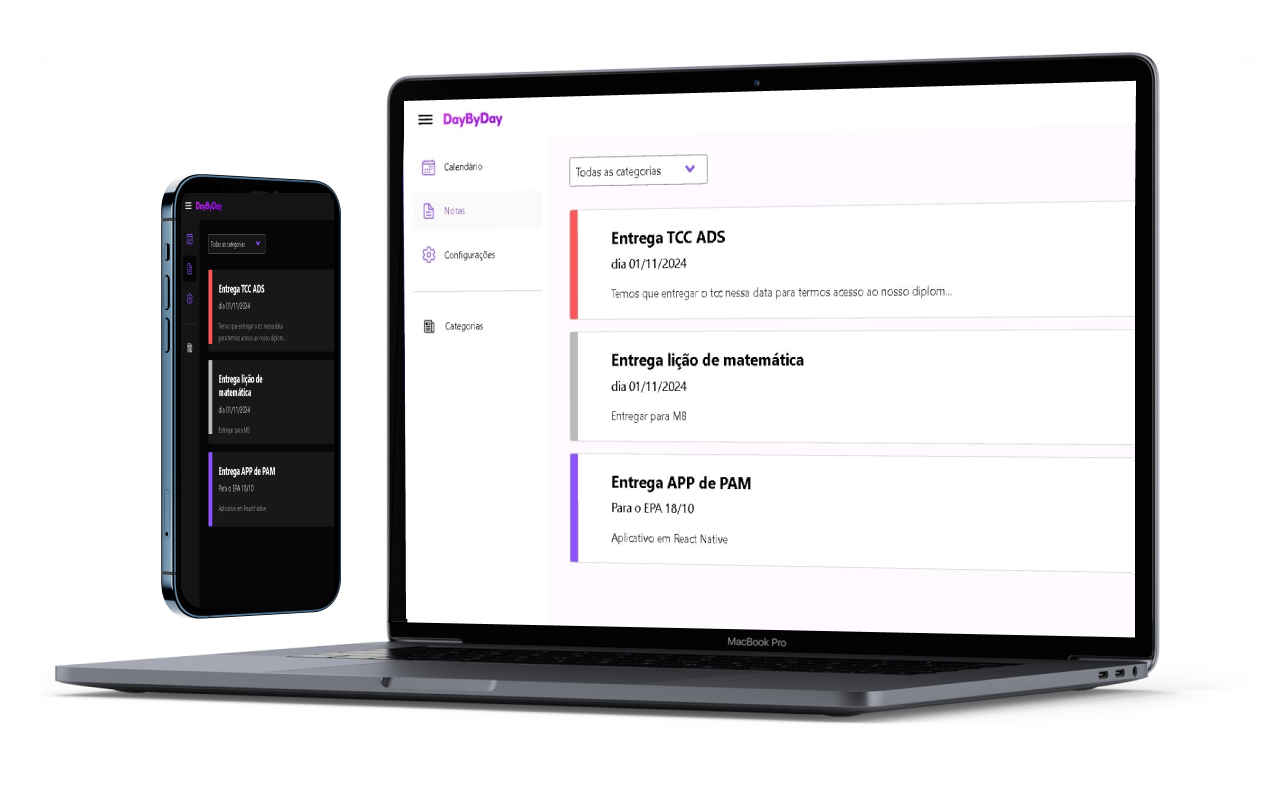 DayByDay
Todas as categorias
Entrega TCC ADS
dia 01/11/2024
Temos que entregar o tcc nessa data
para termos acesso ao nosso diplom...
Entrega lição de
matemática
dia 01/11/2024
Entregar para MB
Entrega APP de PAM
Para o EPA 18/10
Aplicativo em React Native
DayByDay
Calendário
Notas
Configurações
Categorias
Todas as categorias
Entrega TCC ADS
dia 01/11/2024
Temos que entregar o tcc nessa data para termos acesso ao nosso diplom...
Entrega lição de matemática
dia 01/11/2024
Entregar para MB
Entrega APP de PAM
Para o EPA 18/10
Aplicativo em React Native
MacBook Pro